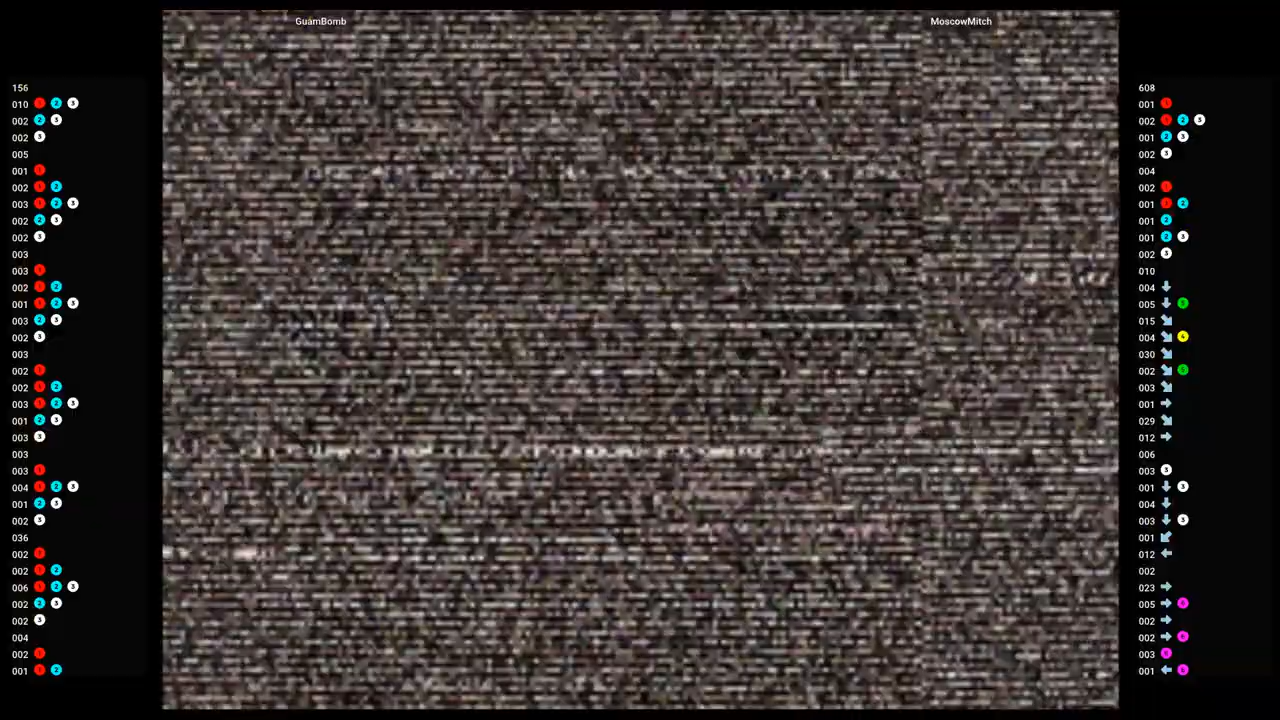 GuamBomb
MoscowMitch
156
010 1 2 3
002 2 3
002 3
005
001 1
002 1 2
003 1 2 3
002 2 3
002 3
003
003 1
002 1 2
001 1 2 3
003 2 3
002 3
003
002 1
002 1 2
003 1 2 3
001 2 3
003 3
003
003 1
004 1 2 3
001 2 3
002 3
036
002 1
002 1 2
006 1 2 3
002 2 3
002 3
004
002 1
001 1 2
608
001 1
002 1 2 3
001 2 3
002 3
004
002 1
001 1 2
001 2
001 2 3
002 3
010
004
005
015
004 4
030
002
003
001
029
012
006
003 3
001 3
004
003 3
001
012
002
023
005 6
002
002 6
003 6
001 6